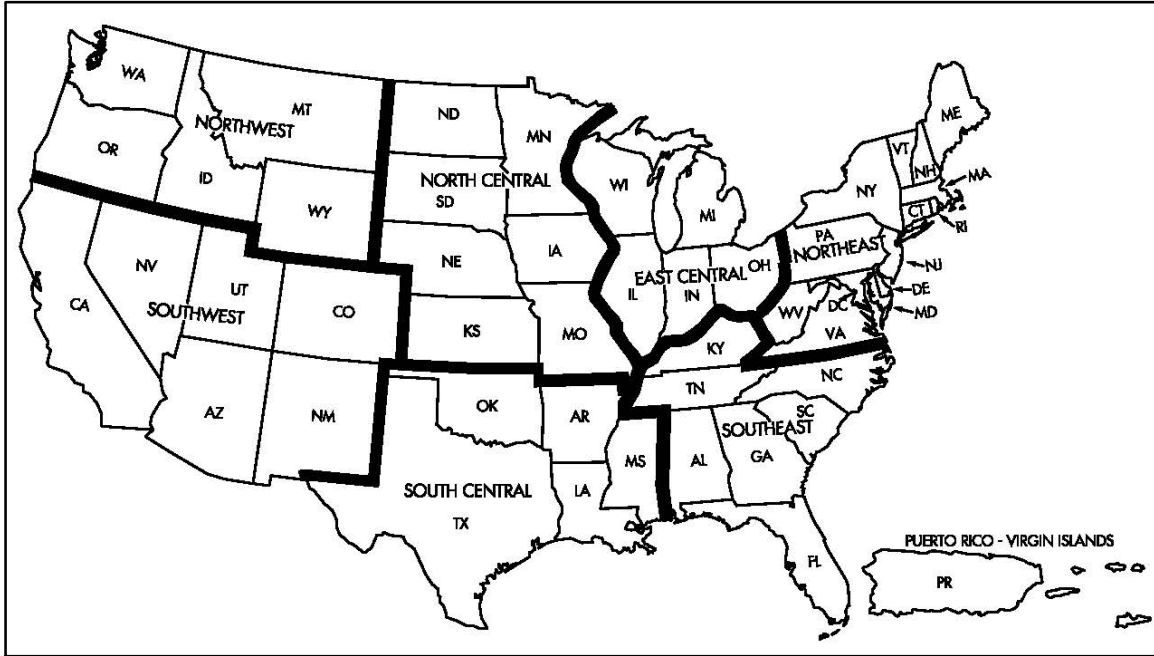 WA
MT
ND
MN
ME
NORTHWEST
OR
ID
VT
NH
MA
NY
WI
NORTH CENTRAL
SD
WY
MI
CT
RI
PA
NORTHEAST
IA
NV
NE
EAST CENTRAL
OH
NJ
UT
IL
IN
DE
CA
SOUTHWEST
CO
WV
DC
MD
KS
MO
KY
VA
TN
NC
AZ
NM
OK
AR
SC
SOUTHEAST
MS
AL
GA
SOUTH CENTRAL
LA
TX
PUERTO RICO - VIRGIN ISLANDS
FL
PR